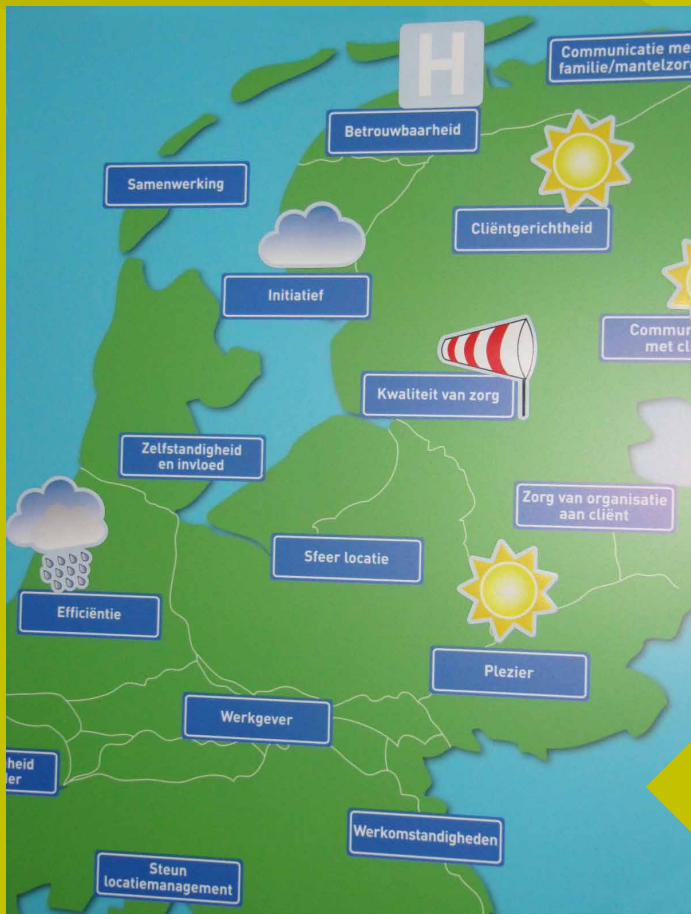 H
Communicatie me
familie/mantelzor
Betrouwbaarheid
Samenwerking
Cliëntgerichtheid
Initiatief
Commun
met cl
Kwaliteit van zorg
Zelfstandigheid
en invloed
Zorg van organisatie
aan cliënt
Sfeer locatie
Efficiëntie
Plezier
Werkgever
heid
der
Werkomstandigheden
Steun
locatiemanagement